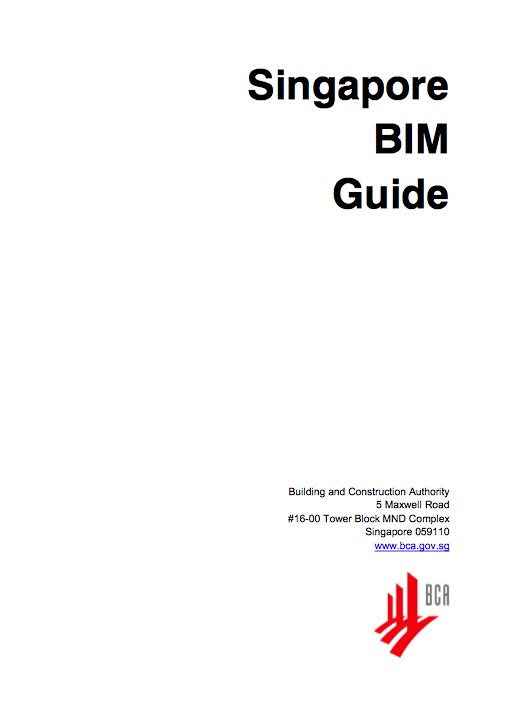 Singapore
BIM
Guide
Building and Construction Authority
5 Maxwell Road
#16-00 Tower Block MND Complex
Singapore 059110
www.bca.gov.sg
BCA